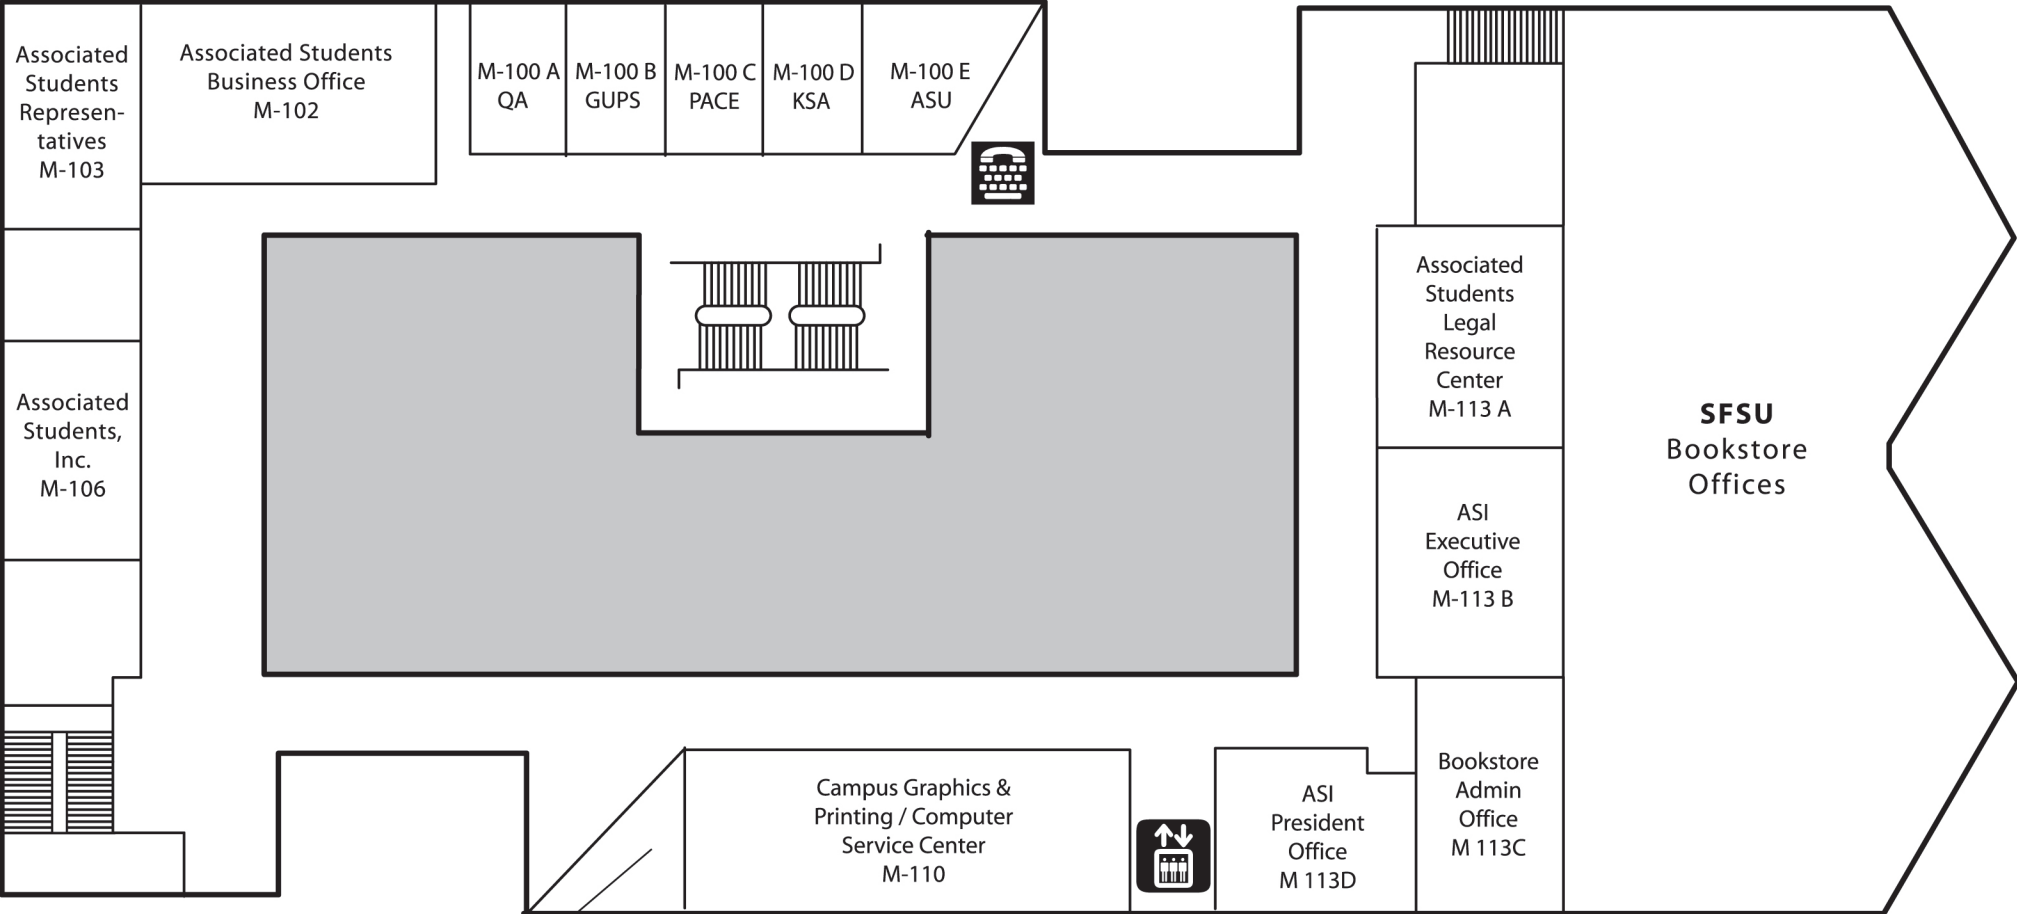 Associated
Students
Represen-
tatives
M-103
Associated Students
Business Office
M-102
M-100 A
QA
M-100 B
GUPS
M-100 C
PACE
M-100 D
KSA
M-100 E
ASU
Associated
Students,
Inc.
M-106
Associated
Students
Legal
Resource
Center
M-113 A
ASI
Executive
Office
M-113 B
SFSU
Bookstore
Offices
Campus Graphics &
Printing / Computer
Service Center
M-110
ASI
President
Office
M 113D
Bookstore
Admin
Office
M 113C